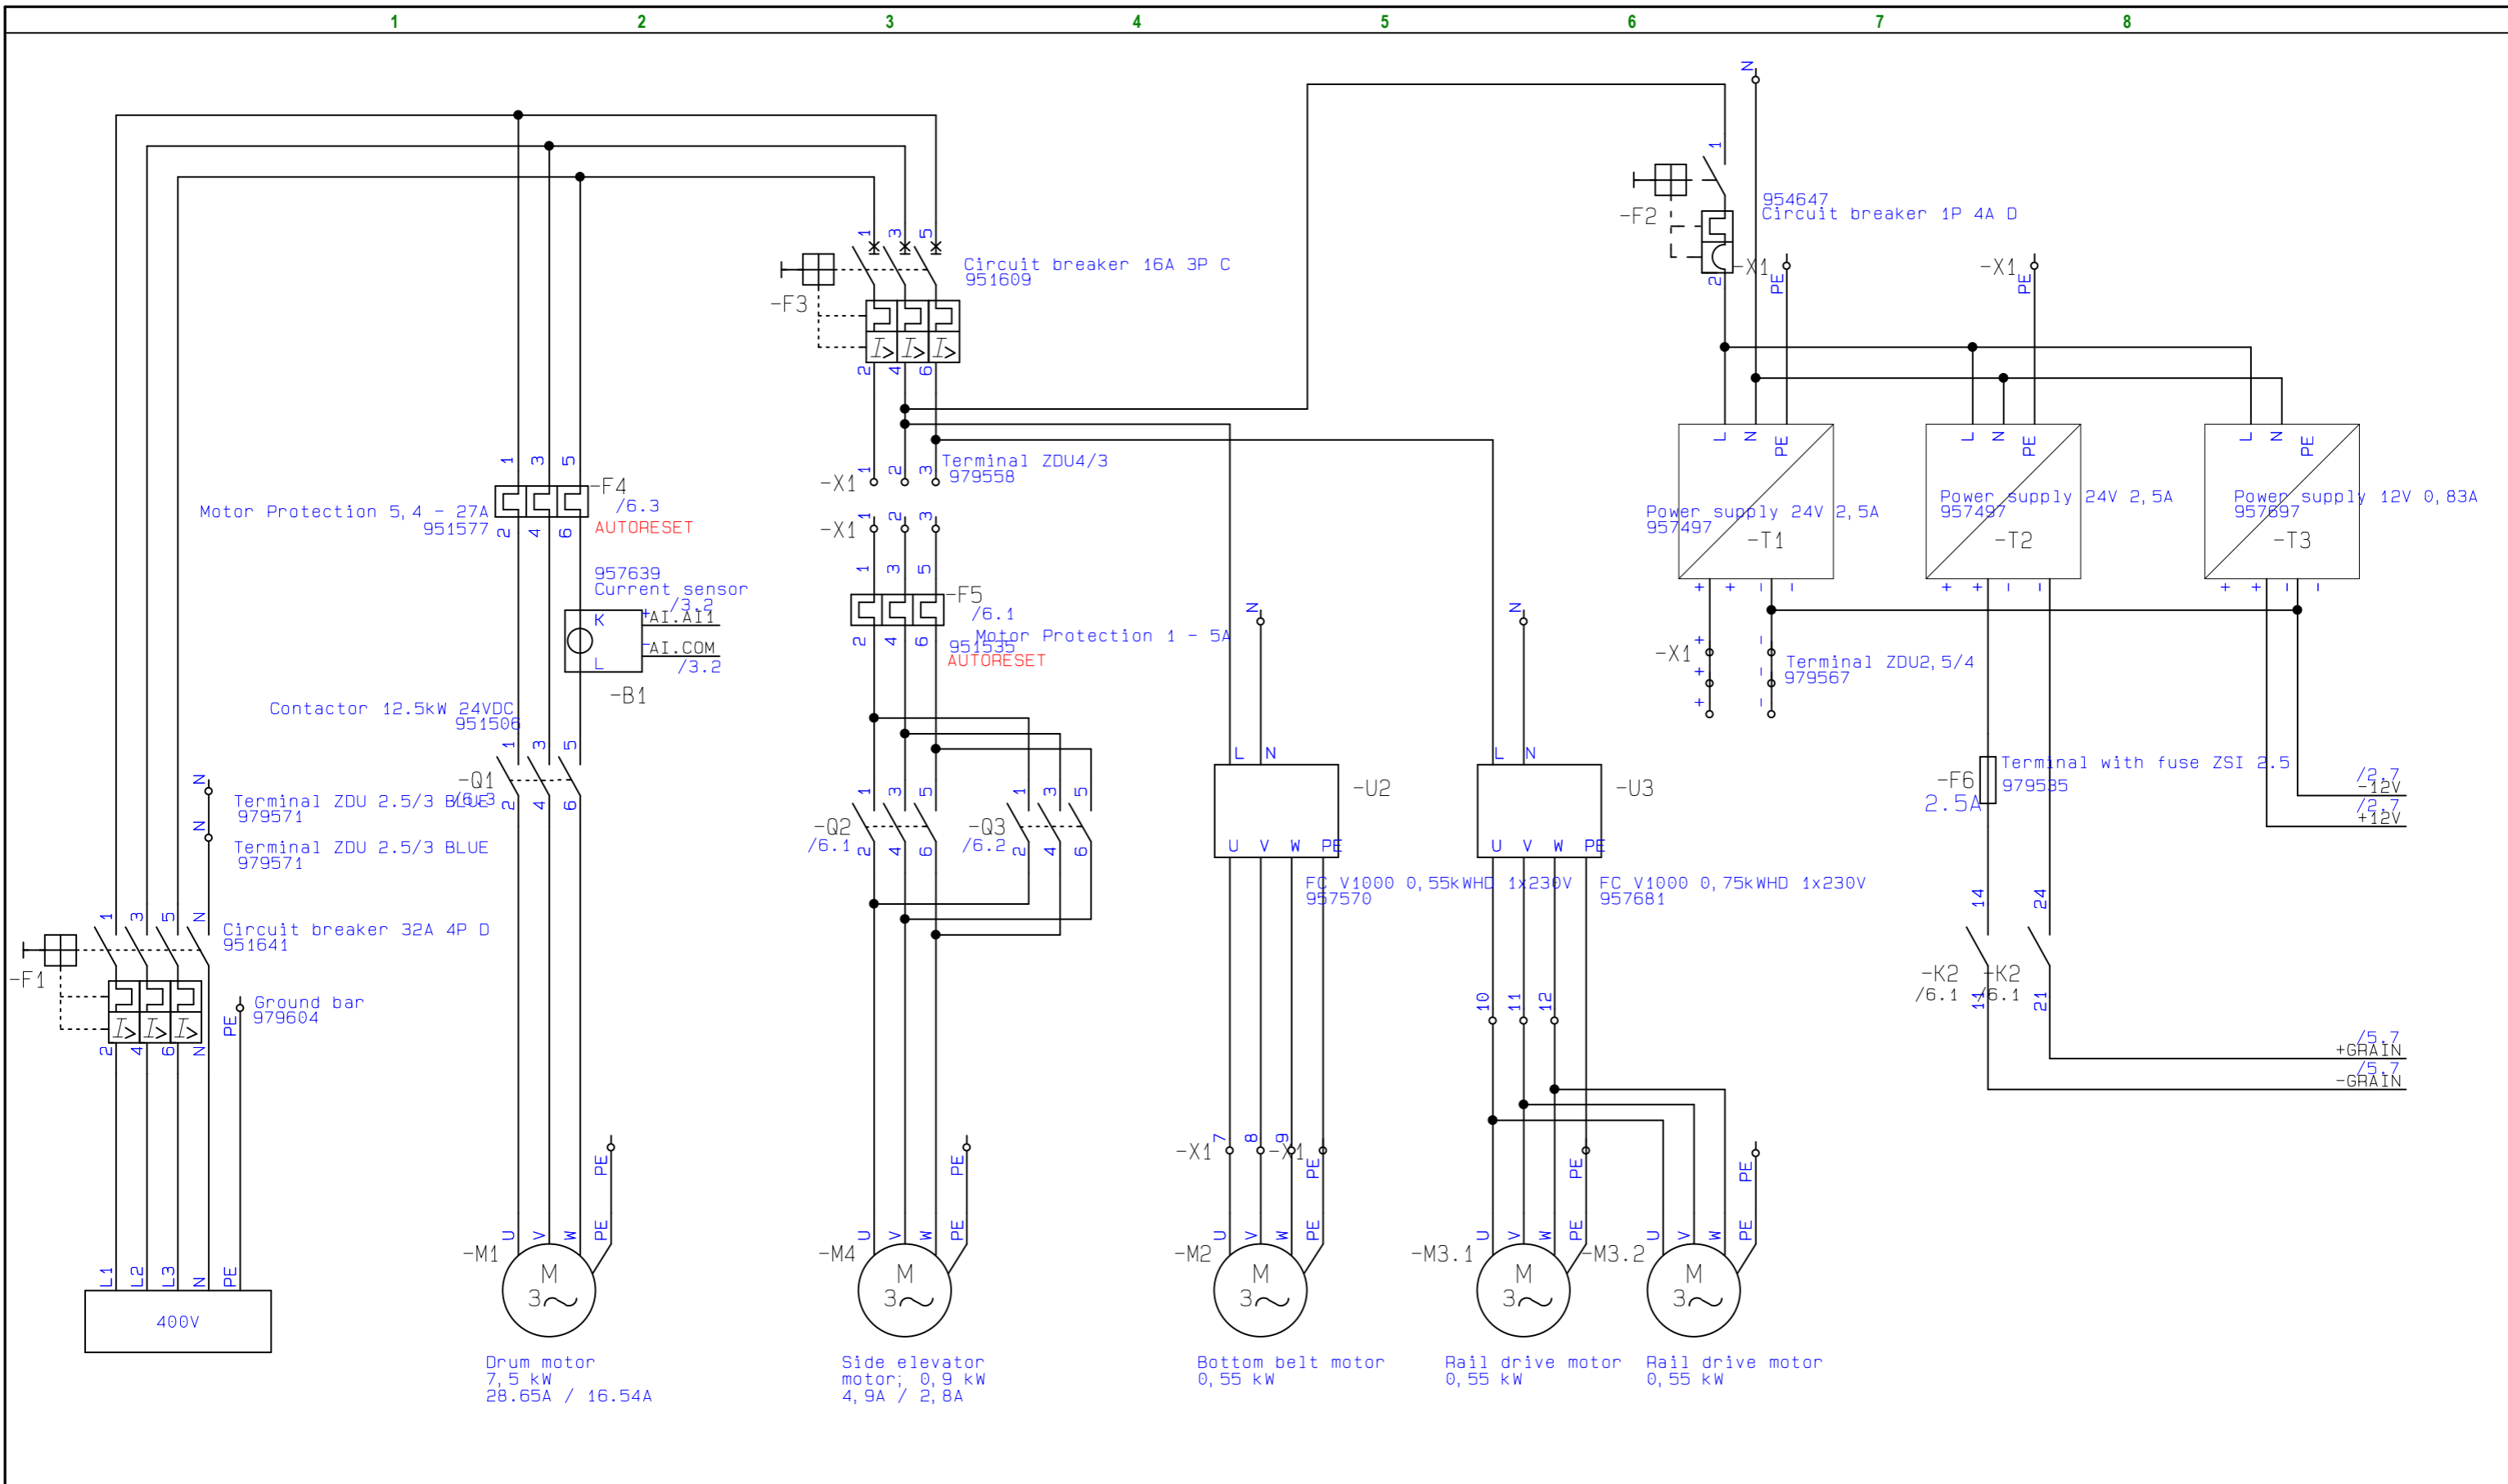 1 2 3 4 5 6 7 8
N
1
-F2
954647
Circuit breaker 1P 4A D
2
-X1
PE
-X1
PE
1 3 5
Circuit breaker 16A 3P C
951609
-F3
I> I> I>
2 4 6
-X1
1 2 3
Terminal ZDU4/3
979558
-X1
1 2 3
1 3 5
-F4
/6.3
AUTORESET
Motor Protection 5,4 - 27A
951577
2 4 6
957639
Current sensor
/3.2
K
+
AI.AI1
-
AI.COM
L
/3.2
-B1
1 3 5
-F5
/6.1
Motor Protection 1 - 5A
951535
AUTORESET
2 4 6
L N PE
Power supply 24V 2,5A
957497
-T1
+ + - -
L N PE
Power supply 24V 2,5A
957497
-T2
+ + - -
L N PE
Power supply 12V 0,83A
957697
-T3
+ + - -
-X1
+ -
+ -
+ -
Terminal ZDU2,5/4
979567
Contactor 12.5kW 24VDC
951506
1 3 5
-Q1
/6.3
2 4 6
N
Terminal ZDU 2.5/3 BLUE
979571
N
Terminal ZDU 2.5/3 BLUE
979571
1 3 5
-Q2
/6.1
2 4 6
1 3 5
-Q3
/6.2
2 4 6
N
L N
-U2
U V W PE
FC V1000 0,55kWHD 1x230V
957570
N
L N
-U3
U V W PE
FC V1000 0,75kWHD 1x230V
957681
-F6
2.5A
Terminal with fuse ZSI 2.5
979535
/2.7
-12V
/2.7
+12V
1 3 5 N
Circuit breaker 32A 4P D
951641
-F1
I> I> I>
2 4 6 N
PE
Ground bar
979604
14 24
-K2
/6.1
-K2
/6.1
11 21
/5.7
+GRAIN
/5.7
-GRAIN
10 11 12
L1 L2 L3 N PE
400V
PE
U V W PE
-M1
M
3
Drum motor
7,5 kW
28.65A / 16.54A
PE
U V W PE
-M4
M
3
Side elevator
motor; 0,9 kW
4,9A / 2,8A
-X1
7 8 9
-X1
PE
U V W PE
-M2
M
3
Bottom belt motor
0,55 kW
PE
U V W PE
-M3.1
M
3
Rail drive motor
0,55 kW
PE
U V W PE
-M3.2
M
3
Rail drive motor
0,55 kW